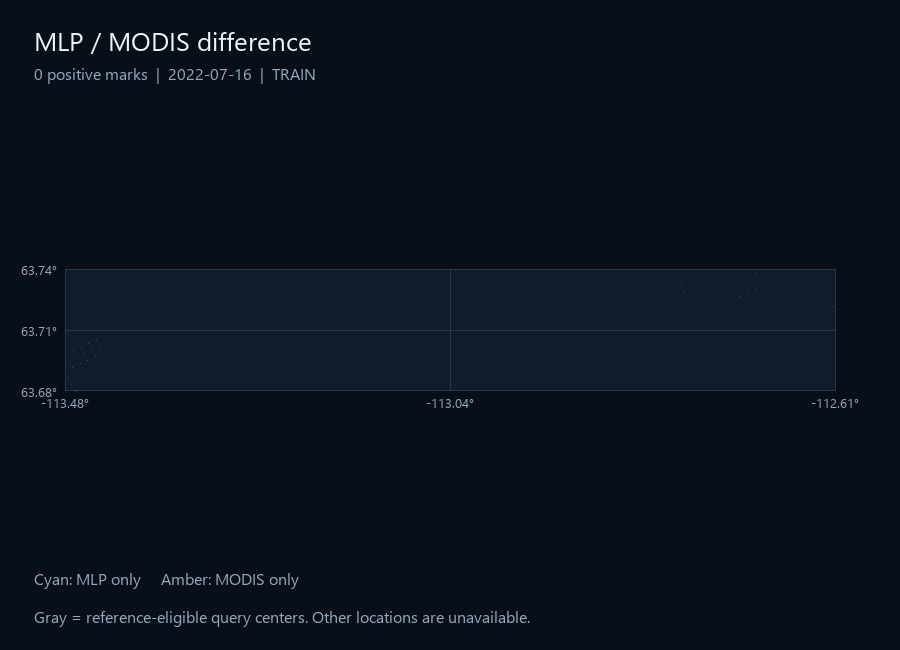 MLP / MODIS difference
0 positive marks | 2022-07-16 | TRAIN
63.74°
63.71°
63.68°
-113.48° -113.04° -112.61°
Cyan: MLP only Amber: MODIS only
Gray = reference-eligible query centers. Other locations are unavailable.